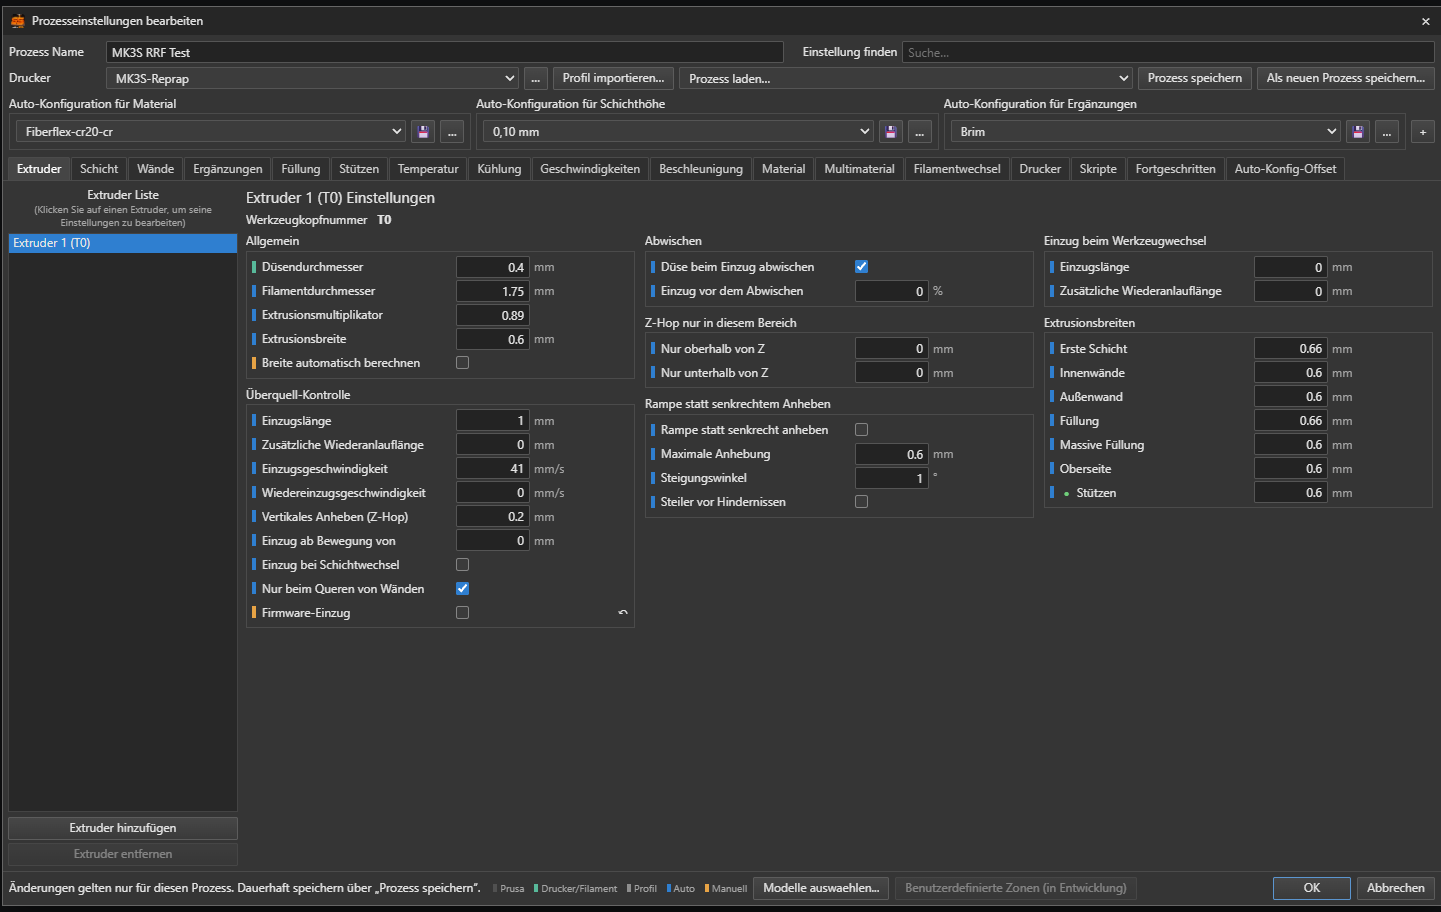 Prozesseinstellungen bearbeiten
Prozess Name MK3S RRF Test Einstellung finden Suche...
Drucker MK3S-Reprap ... Profil importieren... Prozess laden... Prozess speichern Als neuen Prozess speichern...
Auto-Konfiguration für Material Auto-Konfiguration für Schichthöhe Auto-Konfiguration für Ergänzungen
Fiberflex-cr20-cr ... 0,10 mm ... Brim ... +
Extruder Schicht Wände Ergänzungen Füllung Stützen Temperatur Kühlung Geschwindigkeiten Beschleunigung Material Multimaterial Filamentwechsel Drucker Skripte Fortgeschritten Auto-Konfig-Offset
Extruder Liste
(Klicken Sie auf einen Extruder, um seine
Einstellungen zu bearbeiten)
Extruder 1 (T0)
Extruder hinzufügen
Extruder entfernen
Extruder 1 (T0) Einstellungen
Werkzeugkopfnummer T0
Allgemein
Düsendurchmesser 0.4 mm
Filamentdurchmesser 1.75 mm
Extrusionsmultiplikator 0.89
Extrusionsbreite 0.6 mm
Breite automatisch berechnen
Überquell-Kontrolle
Einzugslänge 1 mm
Zusätzliche Wiederanlauflänge 0 mm
Einzugsgeschwindigkeit 41 mm/s
Wiedereinzugsgeschwindigkeit 0 mm/s
Vertikales Anheben (Z-Hop) 0.2 mm
Einzug ab Bewegung von 0 mm
Einzug bei Schichtwechsel
Nur beim Queren von Wänden
Firmware-Einzug
Abwischen
Düse beim Einzug abwischen
Einzug vor dem Abwischen 0 %
Z-Hop nur in diesem Bereich
Nur oberhalb von Z 0 mm
Nur unterhalb von Z 0 mm
Rampe statt senkrechtem Anheben
Rampe statt senkrecht anheben
Maximale Anhebung 0.6 mm
Steigungswinkel 1 °
Steiler vor Hindernissen
Einzug beim Werkzeugwechsel
Einzugslänge 0 mm
Zusätzliche Wiederanlauflänge 0 mm
Extrusionsbreiten
Erste Schicht 0.66 mm
Innenwände 0.6 mm
Außenwand 0.6 mm
Füllung 0.66 mm
Massive Füllung 0.6 mm
Oberseite 0.6 mm
Stützen 0.6 mm
Änderungen gelten nur für diesen Prozess. Dauerhaft speichern über „Prozess speichern“. Prusa Drucker/Filament Profil Auto Manuell Modelle auswaehlen... Benutzerdefinierte Zonen (in Entwicklung) OK Abbrechen